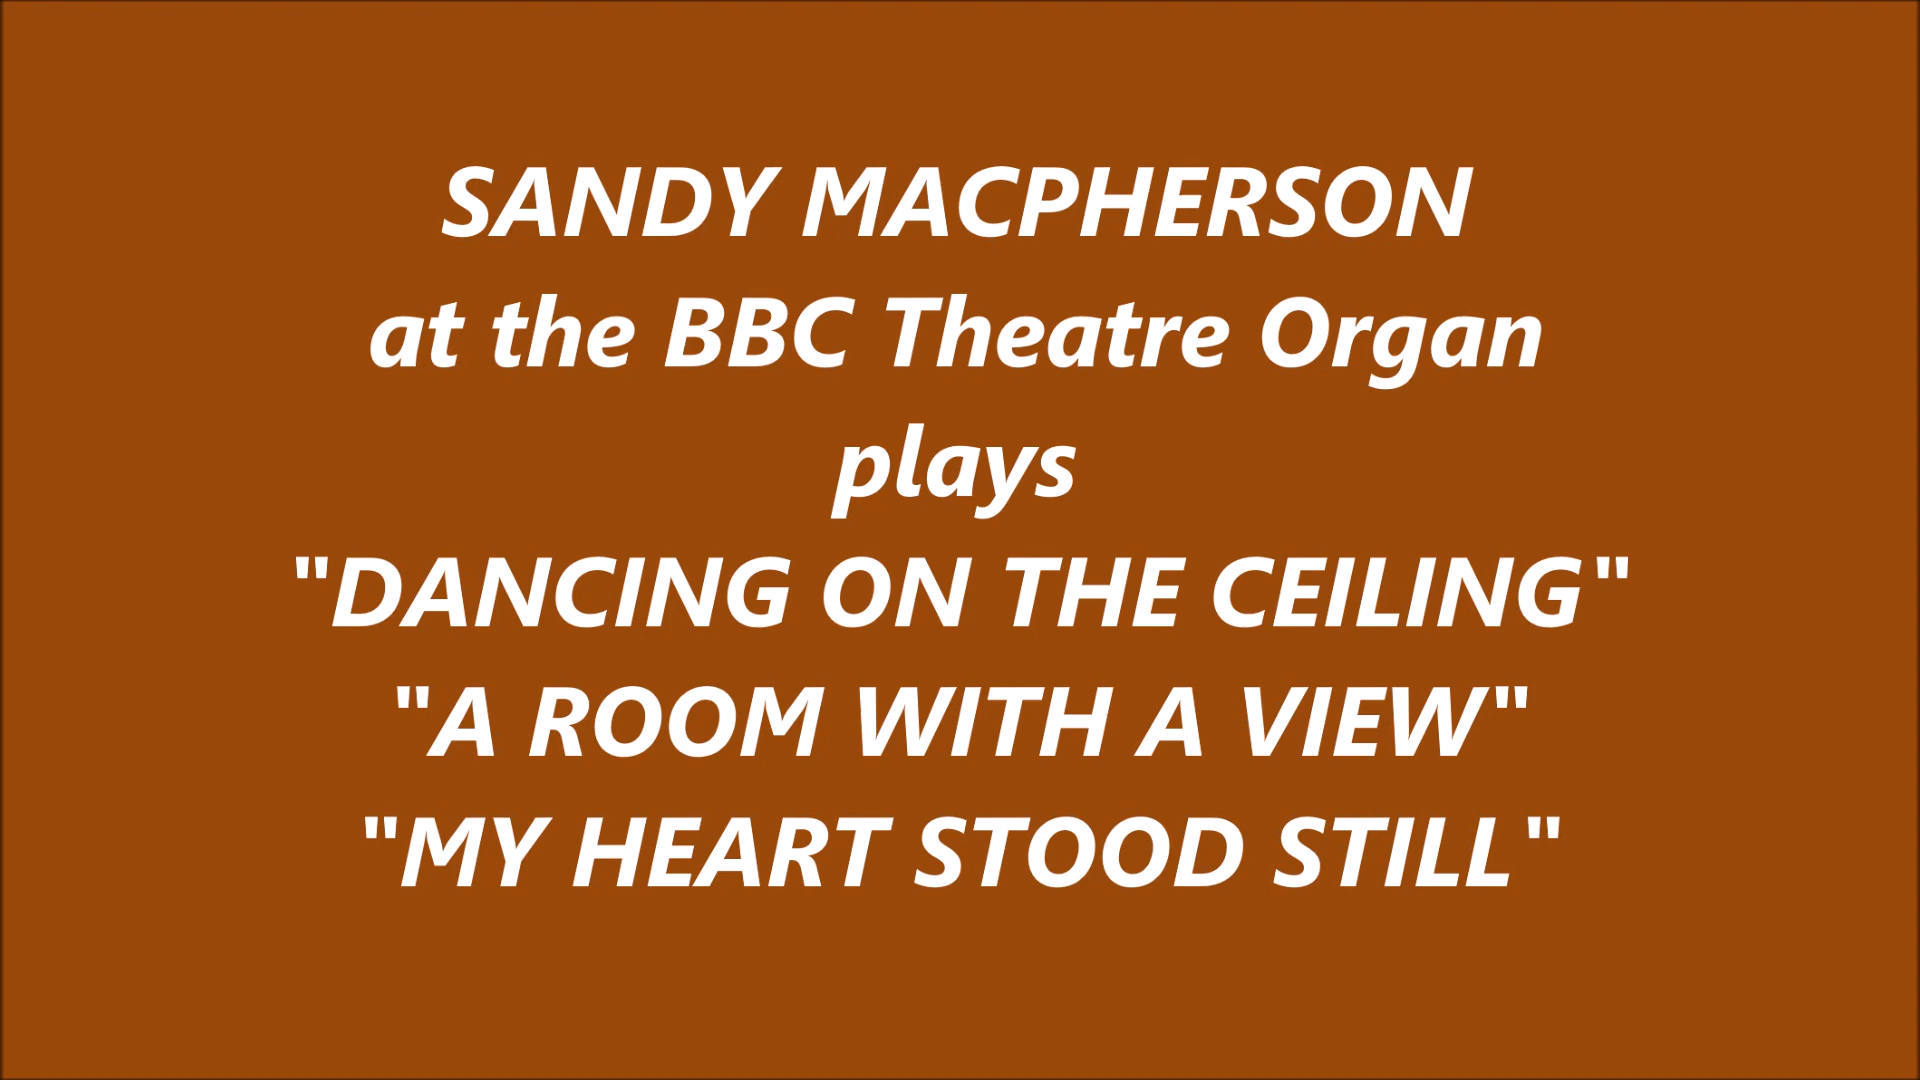 SANDY MACPHERSON
at the BBC Theatre Organ
plays
"DANCING ON THE CEILING"
"A ROOM WITH A VIEW"
"MY HEART STOOD STILL"